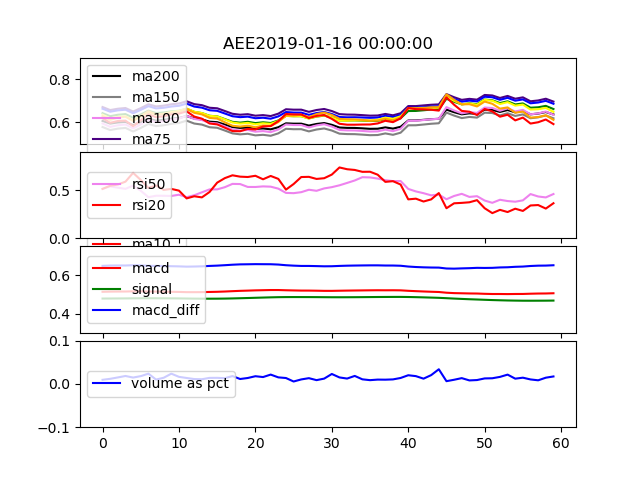 AEE2019-01-16 00:00:00
0.8
0.6
ma200
ma150
ma100
ma75
0.5
0.0
rsi50
rsi20
ma10
0.6
0.4
macd
signal
macd_diff
0.1
0.0
−0.1
volume as pct
0 10 20 30 40 50 60